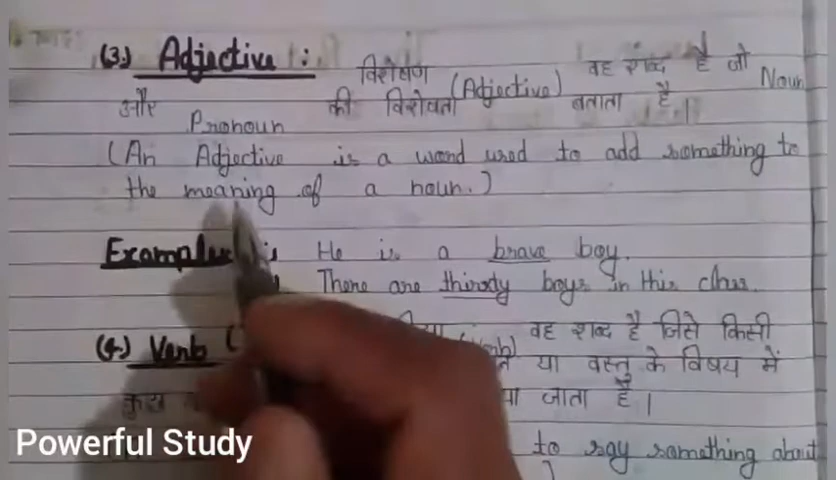 (3.) Adjective : विशेषण (Adjective) वह शब्द है जो Noun
और Pronoun की विशेषता बताता है।
(An Adjective is a word used to add something to
the meaning of a noun.)
Examples He is a brave boy.
There are thirsty boys in this class.
(4.) Verb ( वह शब्द है जिसे किसी
या वस्तु के विषय में
कुछ जाता है।
to say something about
Powerful Study